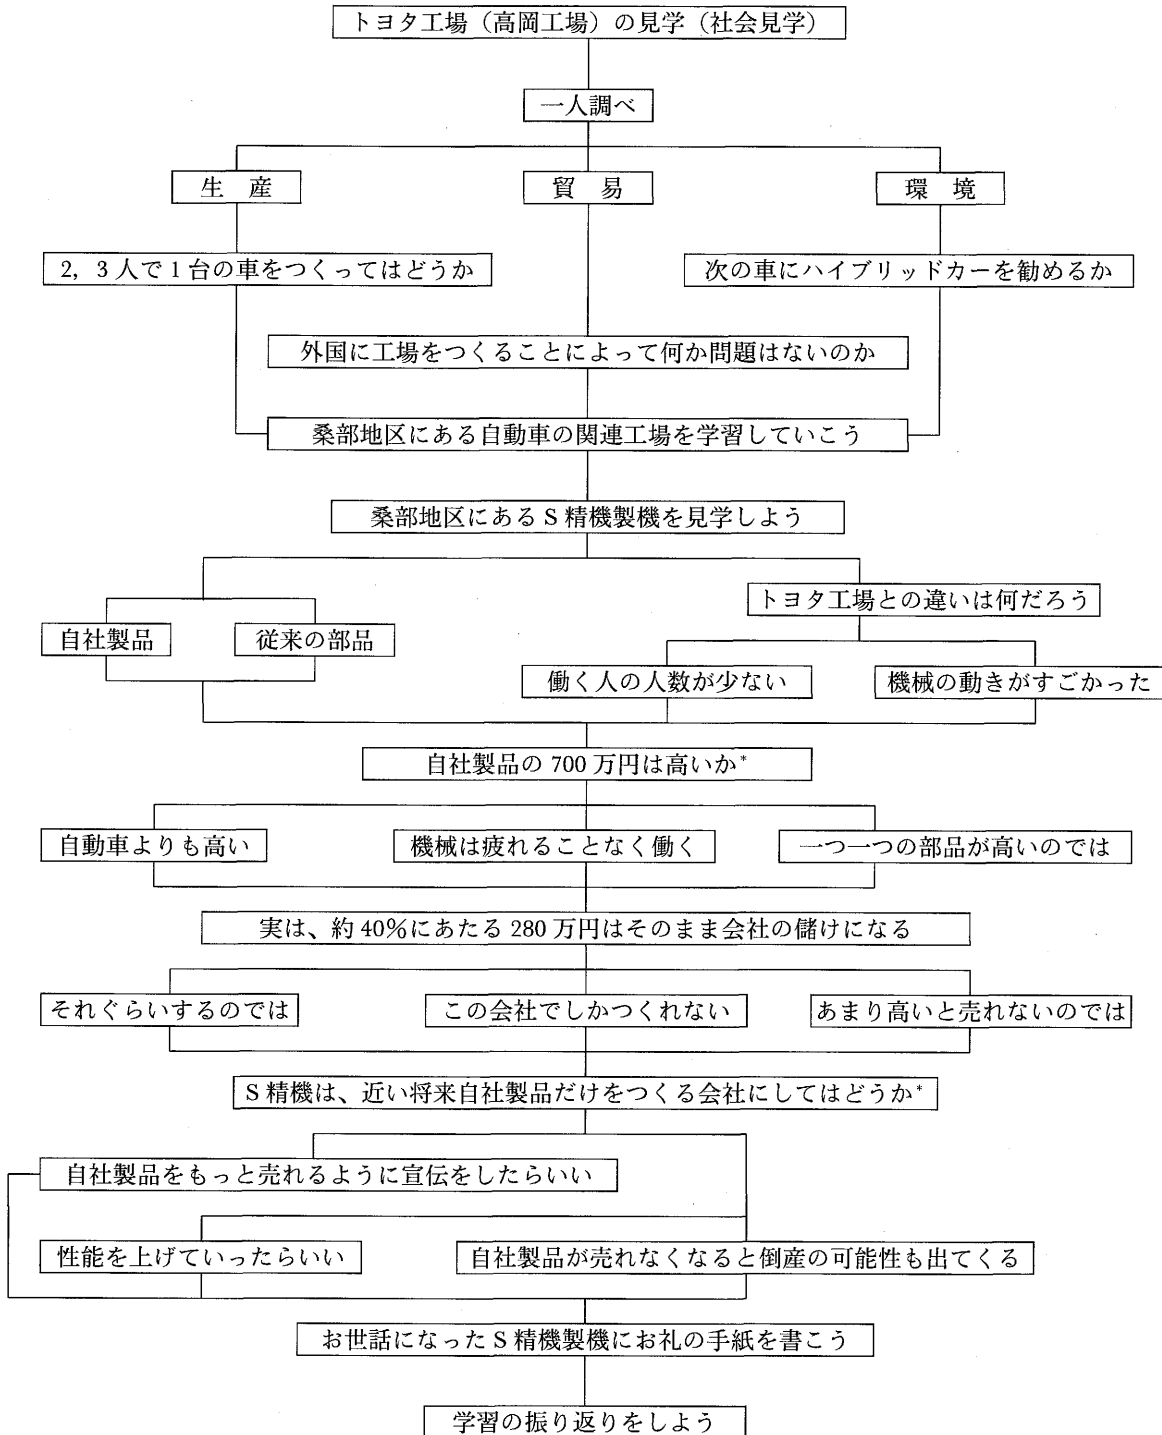 トヨタ工場（高岡工場）の見学（社会見学）
一人調べ
生　産
貿　易
環　境
2，3人で1台の車をつくってはどうか
次の車にハイブリッドカーを勧めるか
外国に工場をつくることによって何か問題はないのか
桑部地区にある自動車の関連工場を学習していこう
桑部地区にあるS精機製機を見学しよう
トヨタ工場との違いは何だろう
自社製品
従来の部品
働く人の人数が少ない
機械の動きがすごかった
自社製品の700万円は高いか*
自動車よりも高い
機械は疲れることなく働く
一つ一つの部品が高いのでは
実は、約40％にあたる280万円はそのまま会社の儲けになる
それぐらいするのでは
この会社でしかつくれない
あまり高いと売れないのでは
S精機は、近い将来自社製品だけをつくる会社にしてはどうか*
自社製品をもっと売れるように宣伝をしたらいい
性能を上げていったらいい
自社製品が売れなくなると倒産の可能性も出てくる
お世話になったS精機製機にお礼の手紙を書こう
学習の振り返りをしよう